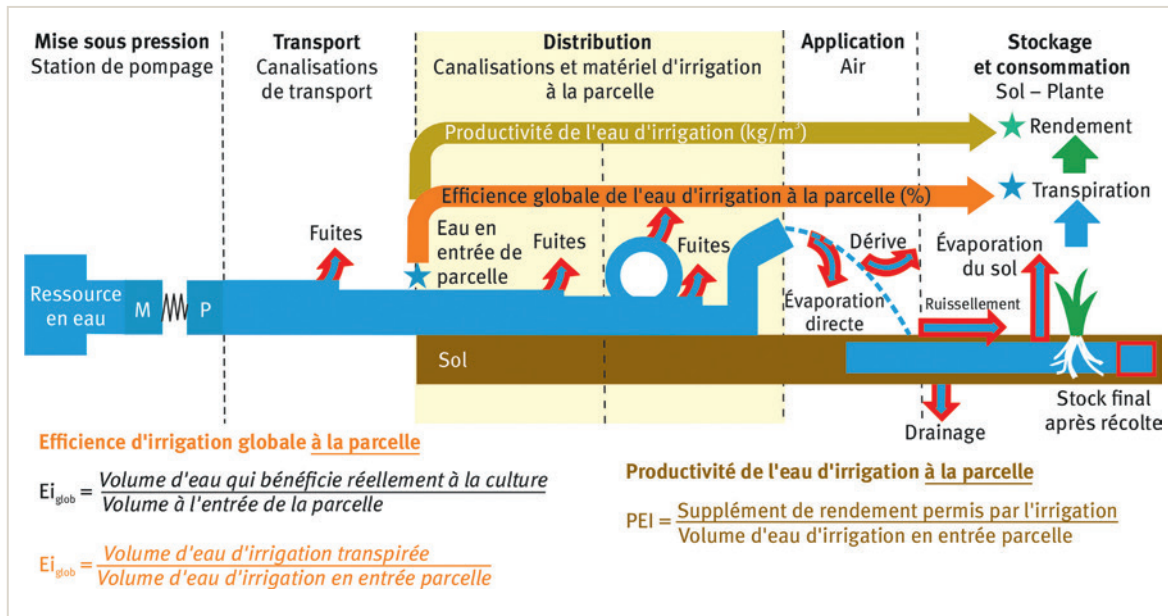 Mise sous pression
Station de pompage
Transport
Canalisations
de transport
Distribution
Canalisations et matériel d'irrigation
à la parcelle
Application
Air
Stockage
et consommation
Sol – Plante
Productivité de l'eau d'irrigation (kg/m³)
Rendement
Efficience globale de l'eau d'irrigation à la parcelle (%)
Transpiration
Fuites
Eau en
entrée de
parcelle
Fuites
Fuites
Dérive
Évaporation
du sol
Évaporation
directe
Ruissellement
Ressource
en eau
M
P
Sol
Drainage
Stock final
après récolte
Efficience d'irrigation globale à la parcelle
Ei glob = Volume d'eau qui bénéficie réellement à la culture
Volume à l'entrée de la parcelle
Ei glob = Volume d'eau d'irrigation transpirée
Volume d'eau d'irrigation en entrée parcelle
Productivité de l'eau d'irrigation à la parcelle
PEI = Supplément de rendement permis par l'irrigation
Volume d'eau d'irrigation en entrée parcelle